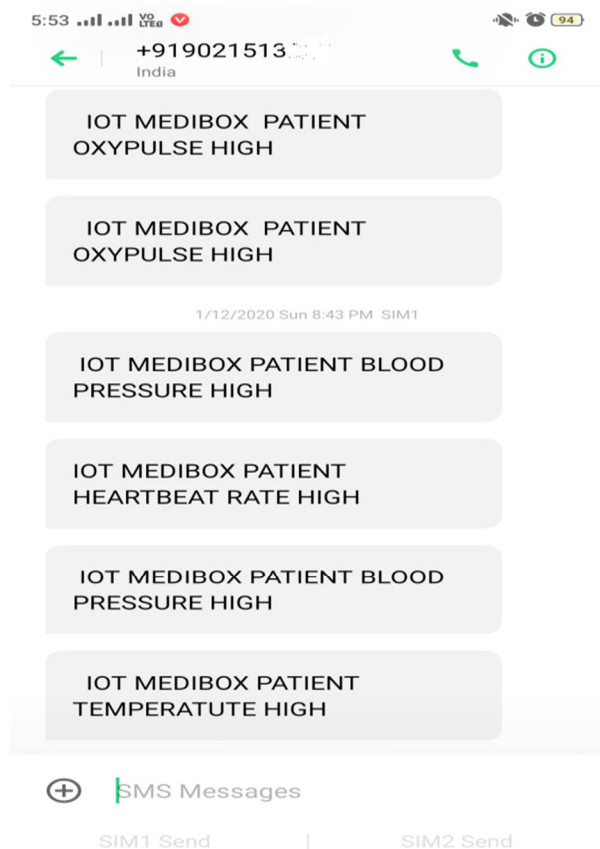 5:53 VO LTE 94
+919021513
India
IOT MEDIBOX PATIENT
OXYPULSE HIGH
IOT MEDIBOX PATIENT
OXYPULSE HIGH
1/12/2020 Sun 8:43 PM SIM1
IOT MEDIBOX PATIENT BLOOD
PRESSURE HIGH
IOT MEDIBOX PATIENT
HEARTBEAT RATE HIGH
IOT MEDIBOX PATIENT BLOOD
PRESSURE HIGH
IOT MEDIBOX PATIENT
TEMPERATUTE HIGH
SMS Messages
SIM1 Send | SIM2 Send